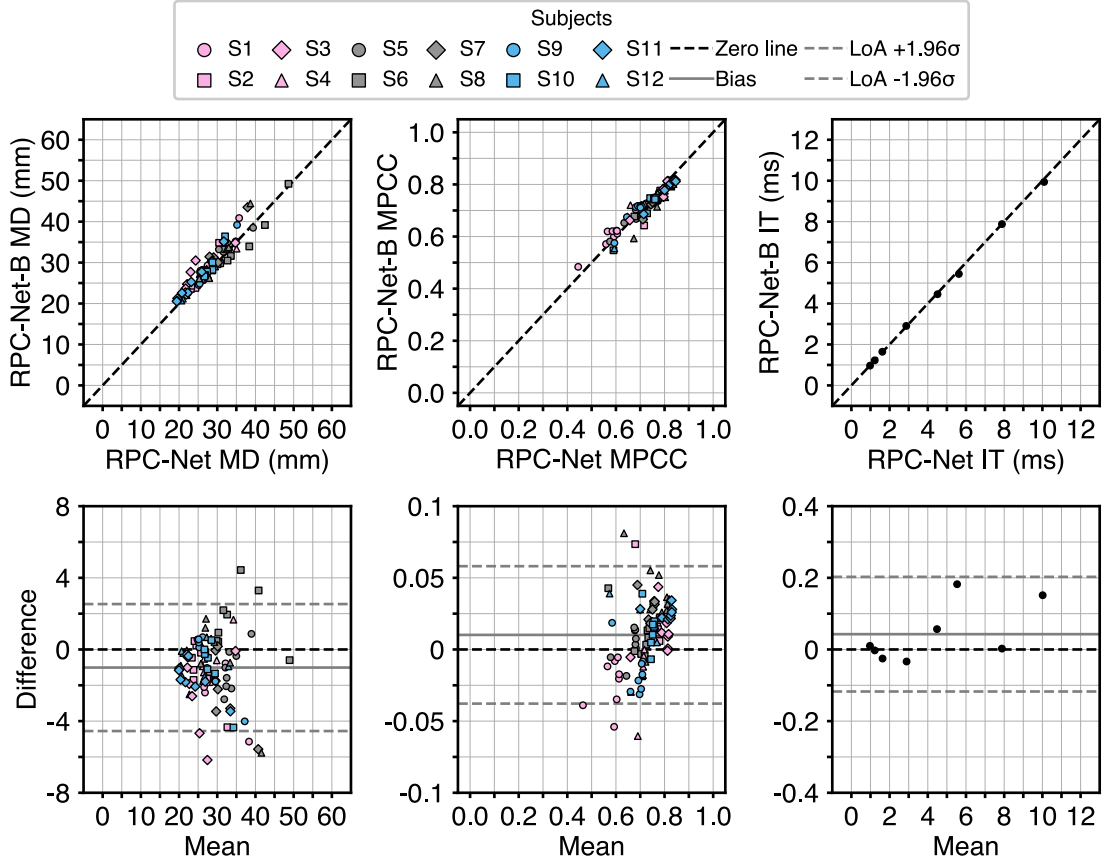 Subjects
S1 S3 S5 S7 S9 S11 Zero line LoA +1.96σ
S2 S4 S6 S8 S10 S12 Bias LoA -1.96σ
RPC-Net-B MD (mm)
60
50
40
30
20
10
0
0 10 20 30 40 50 60
RPC-Net MD (mm)
RPC-Net-B MPCC
1.0
0.8
0.6
0.4
0.2
0.0
0.0 0.2 0.4 0.6 0.8 1.0
RPC-Net MPCC
RPC-Net-B IT (ms)
12
10
8
6
4
2
0
0 2 4 6 8 10 12
RPC-Net IT (ms)
Difference
8
4
0
-4
-8
0 10 20 30 40 50 60
Mean
0.1
0.05
0
-0.05
-0.1
0.0 0.2 0.4 0.6 0.8 1.0
Mean
0.4
0.2
0
-0.2
-0.4
0 2 4 6 8 10 12
Mean